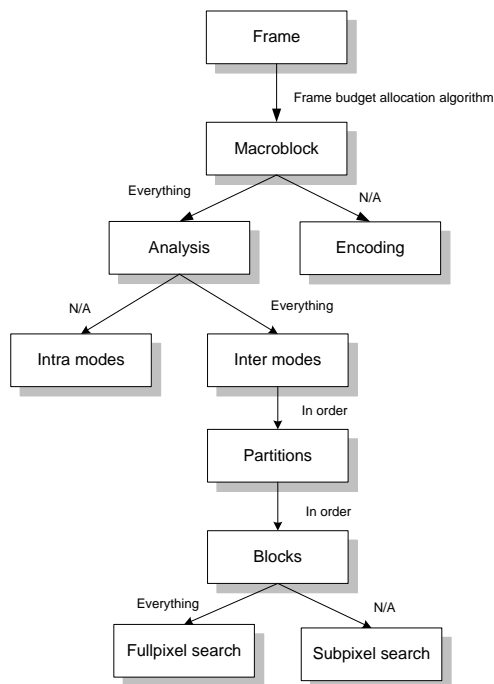 Frame
Frame budget allocation algorithm
Macroblock
Everything
N/A
Analysis
Encoding
N/A
Everything
Intra modes
Inter modes
In order
Partitions
In order
Blocks
Everything
N/A
Fullpixel search
Subpixel search